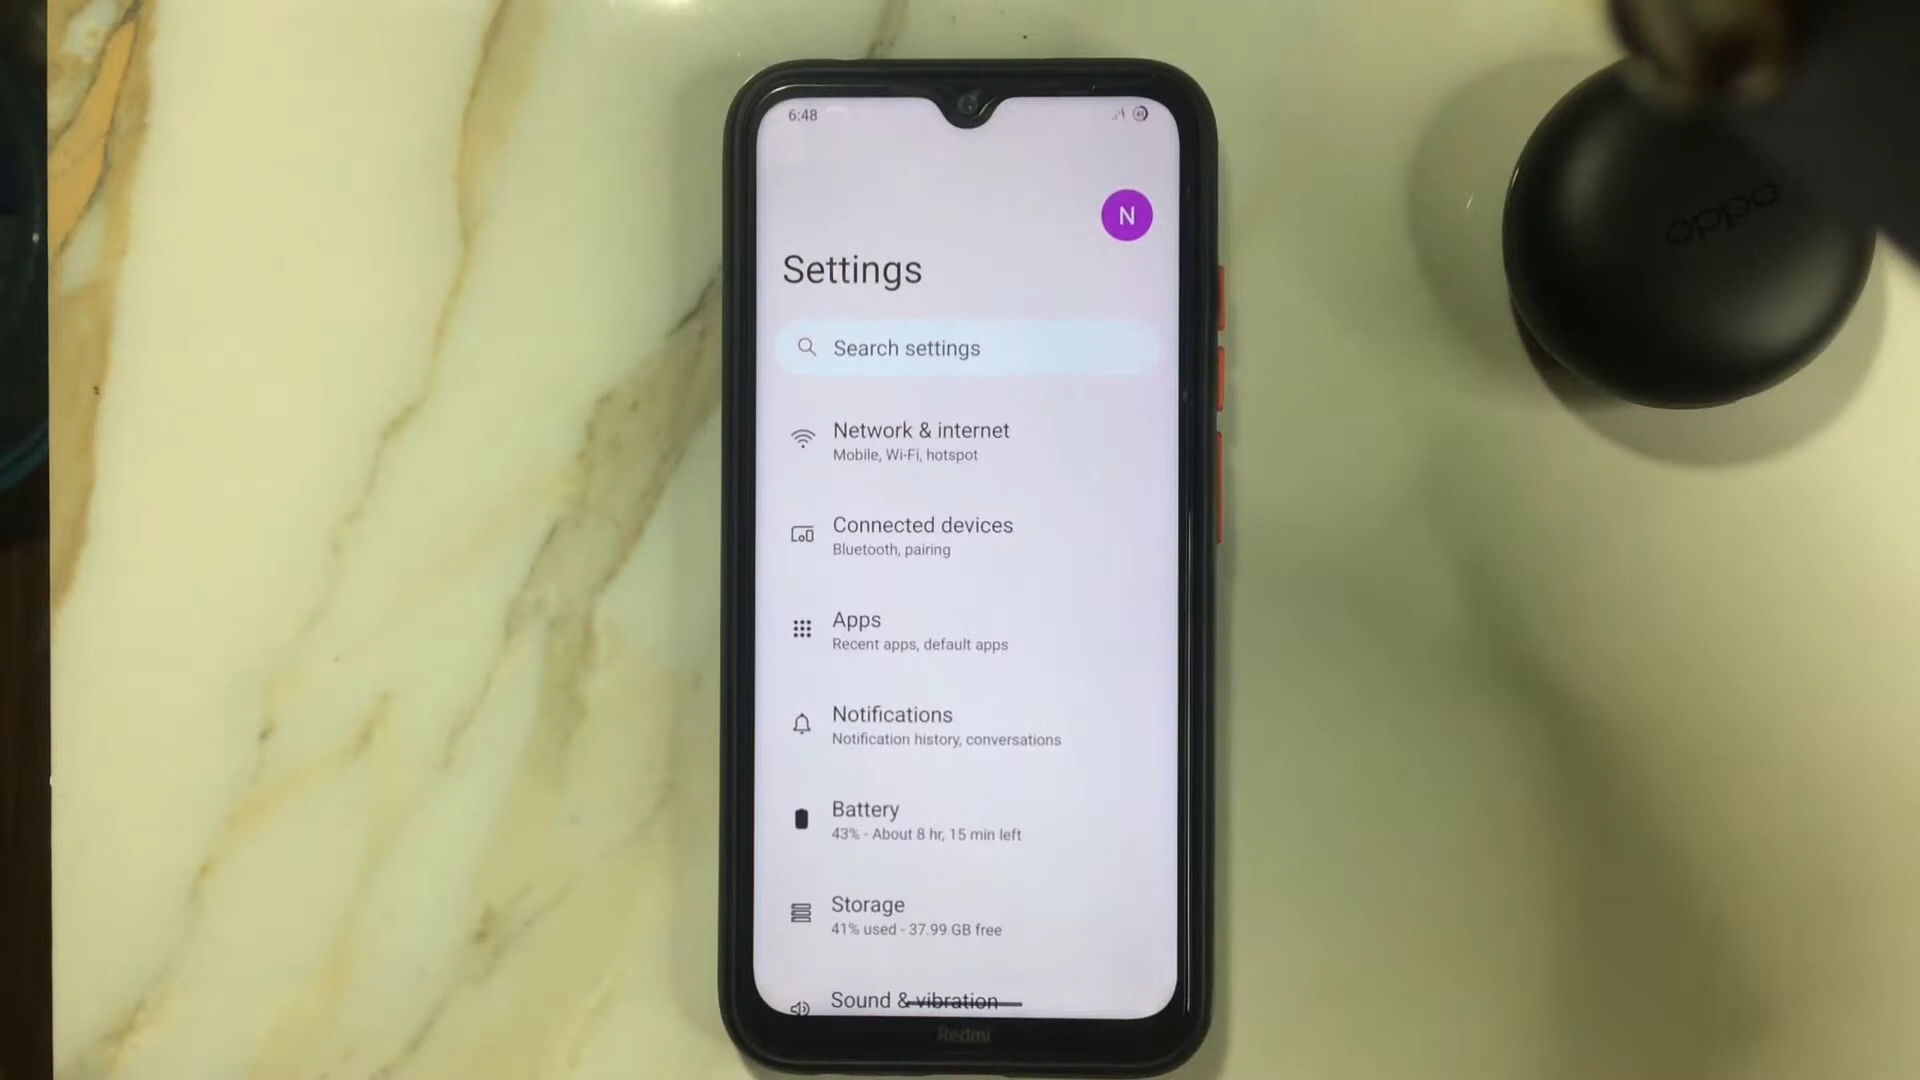 6:48
N
Settings
Search settings
Network & internet
Mobile, Wi-Fi, hotspot
Connected devices
Bluetooth, pairing
Apps
Recent apps, default apps
Notifications
Notification history, conversations
Battery
43% - About 8 hr, 15 min left
Storage
41% used - 37.99 GB free
Sound & vibration
Redmi
oppo